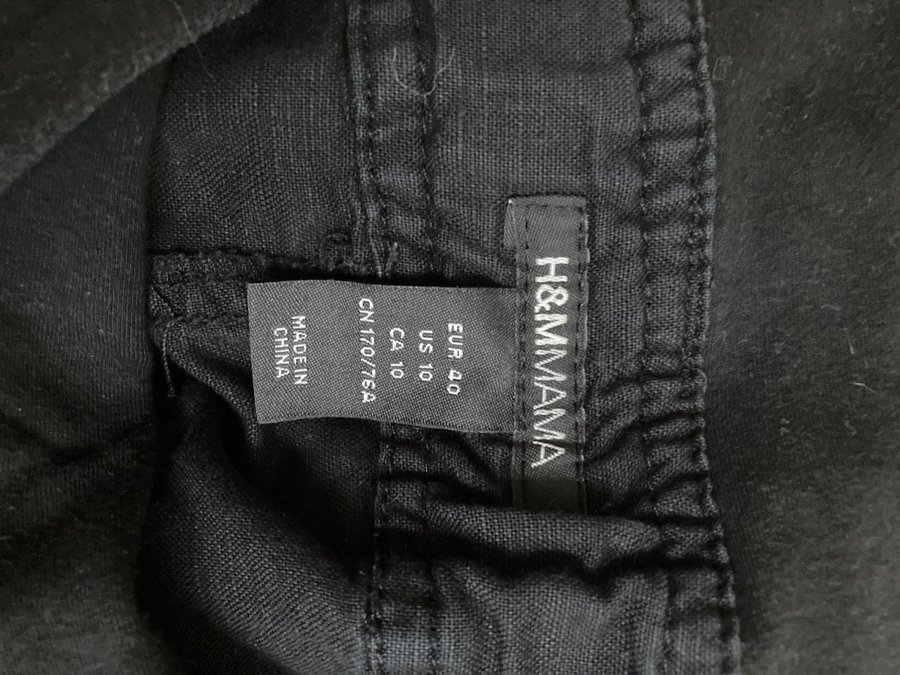 H&MMAMA
EUR 40
US 10
CA 10
CN 170/76A
MADE IN
CHINA